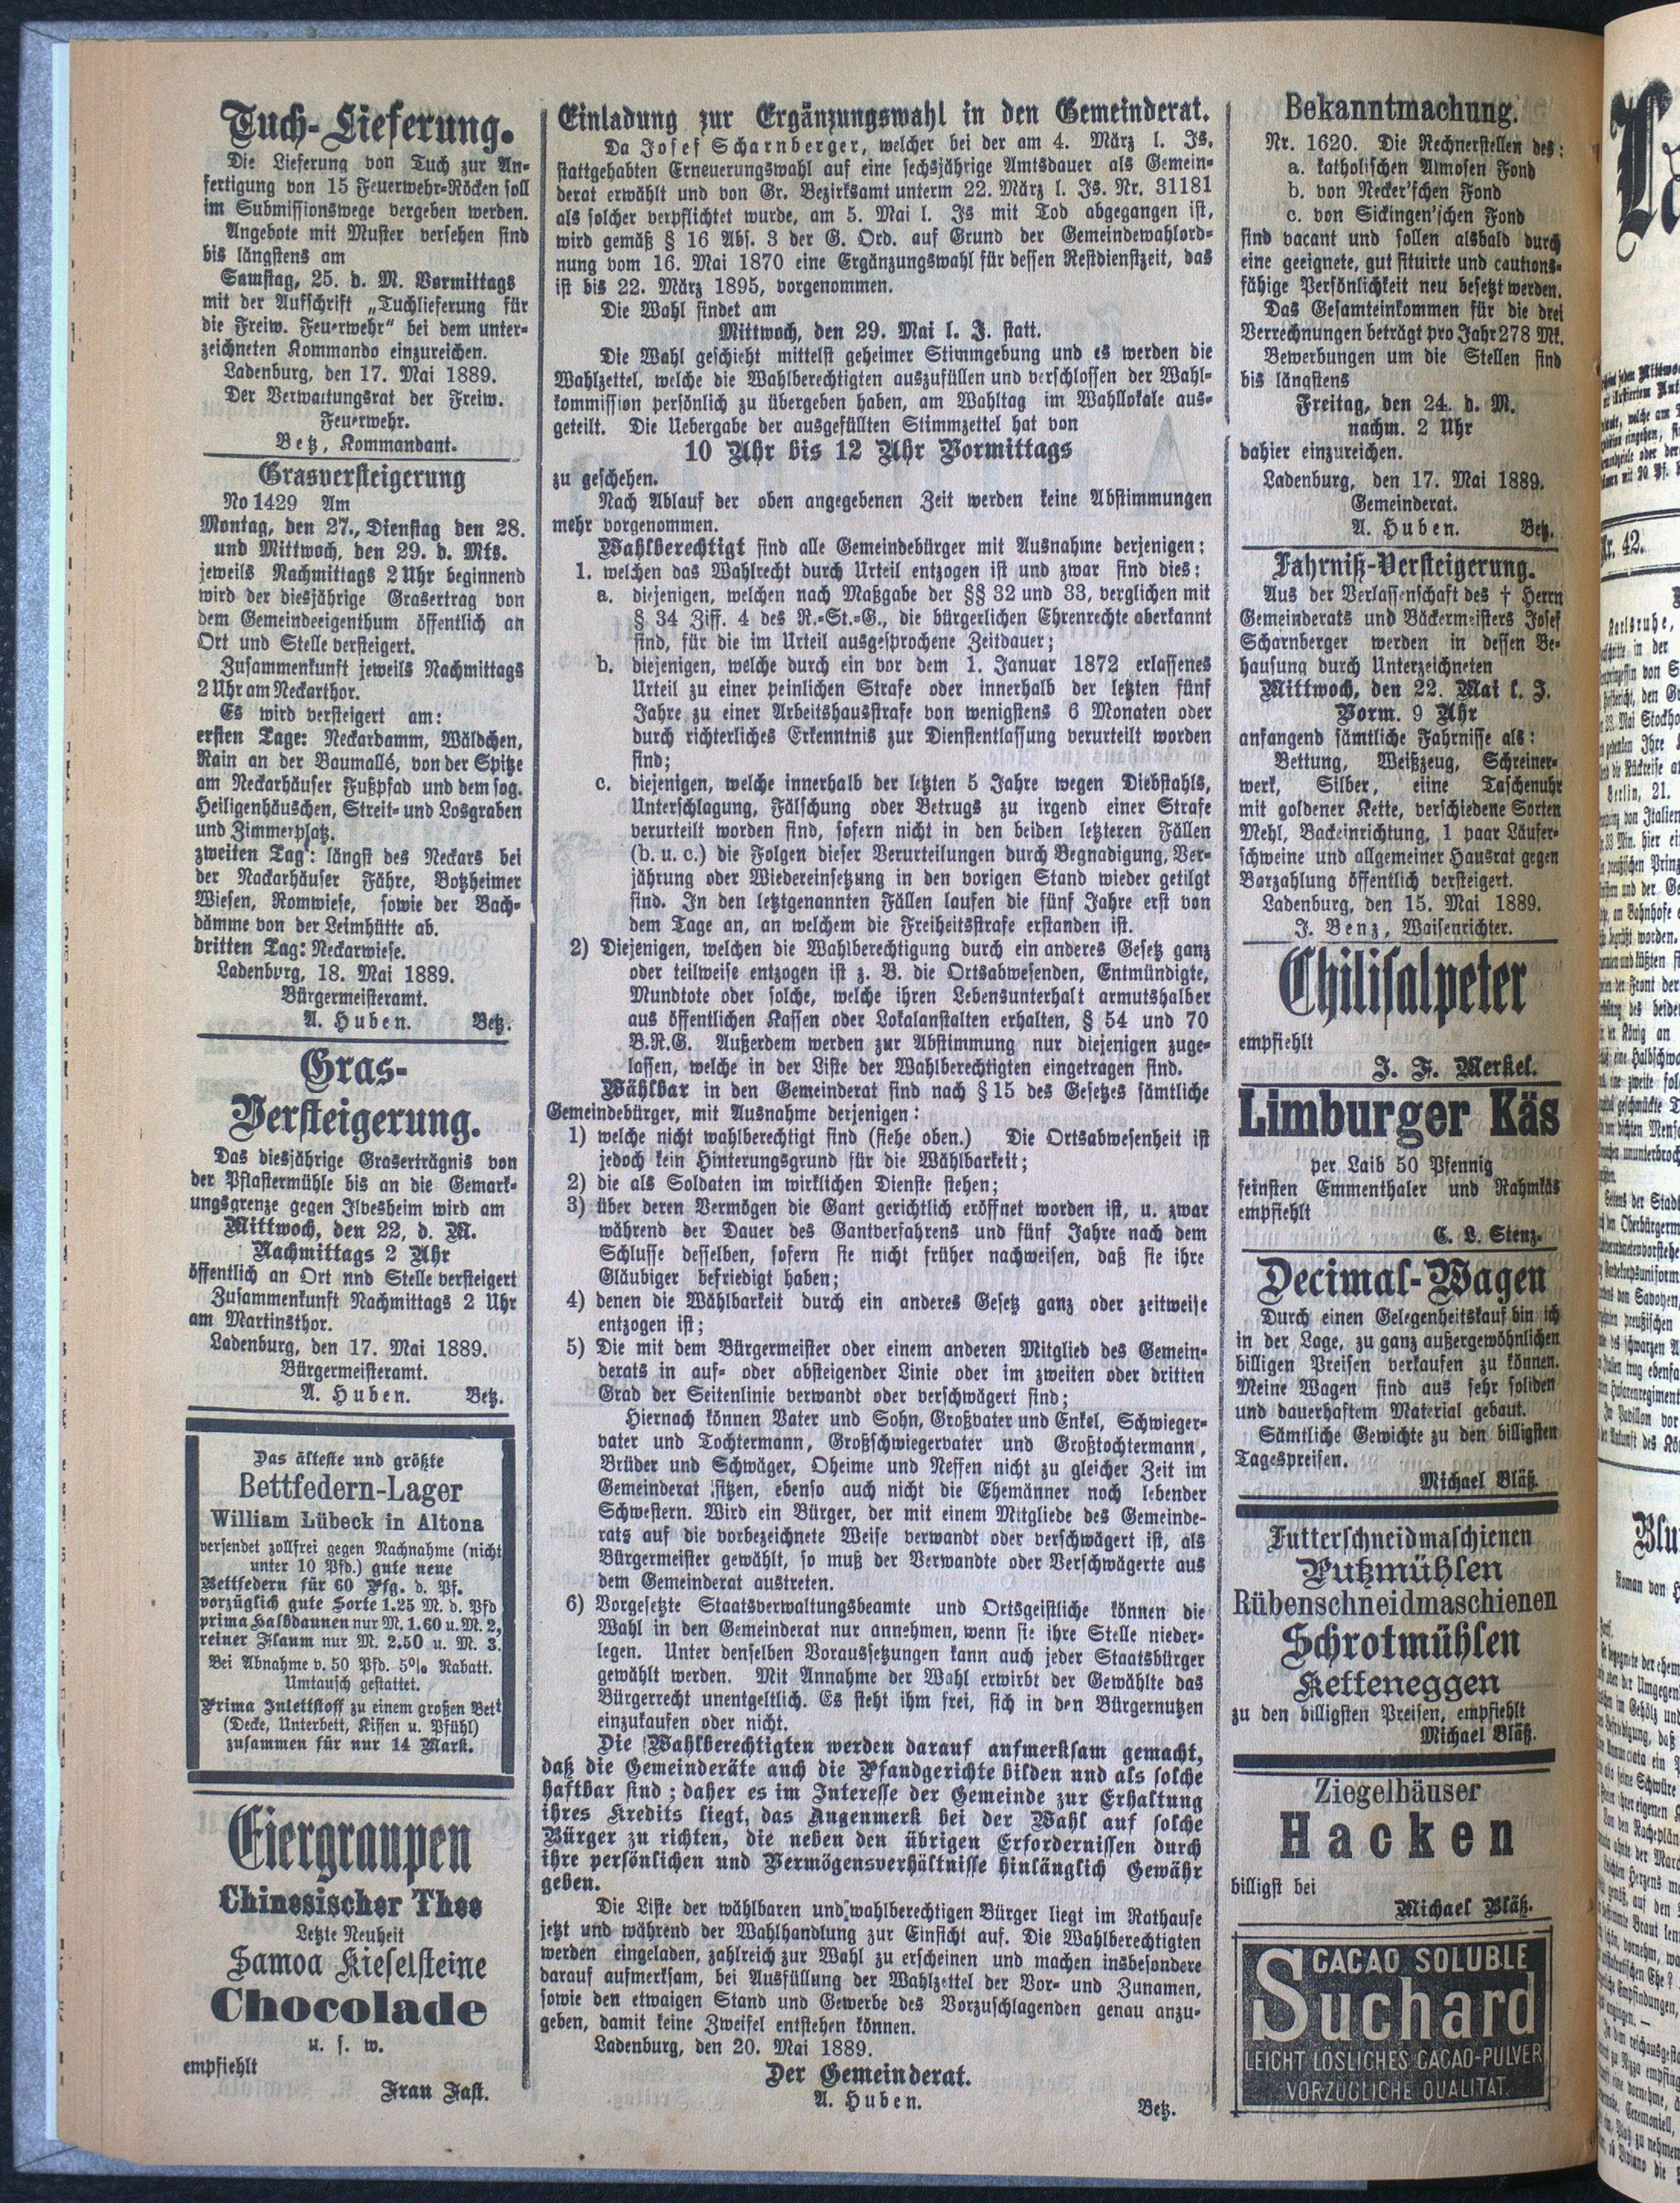 Tuch-Lieferung.
Die Lieferung von Tuch zur An-
fertigung von 15 Feuerwehr-Röcken soll
im Submissionswege vergeben werden.
Angebote mit Muster versehen sind
bis längstens am
Samstag, 25. d. M. Vormittags
mit der Aufschrift „Tuchlieferung für
die Freiw. Feuerwehr“ bei dem unter-
zeichneten Kommando einzureichen.
Ladenburg, den 17. Mai 1889.
Der Verwaltungsrat der Freiw.
Feuerwehr.
Betz, Kommandant.
Grasversteigerung
No 1429 Am
Montag, den 27., Dienstag den 28.
und Mittwoch, den 29. d. Mts.
jeweils Nachmittags 2 Uhr beginnend
wird der diesjährige Grasertrag von
dem Gemeindeeigenthum öffentlich an
Ort und Stelle versteigert.
Zusammenkunft jeweils Nachmittags
2 Uhr am Neckarthor.
Es wird versteigert am:
ersten Tage: Neckardamm, Wäldchen,
Rain an der Baumallé, von der Spitze
am Neckarhäuser Fußpfad und dem sog.
Heiligenhäuschen, Streit- und Losgraben
und Zimmerplatz.
zweiten Tag: längst des Neckars bei
der Nackarhäuser Fähre, Botzheimer
Wiesen, Romwiese, sowie der Bach-
dämme von der Leimhütte ab.
dritten Tag: Neckarwiese.
Ladenburg, 18. Mai 1889.
Bürgermeisteramt.
A. Huben. Betz.
Gras-
Versteigerung.
Das diesjährige Graserträgnis von
der Pflastermühle bis an die Gemark-
ungsgrenze gegen Ilvesheim wird am
Mittwoch, den 22, d. M.
Nachmittags 2 Uhr
öffentlich an Ort nnd Stelle versteigert
Zusammenkunft Nachmittags 2 Uhr
am Martinsthor.
Ladenburg, den 17. Mai 1889.
Bürgermeisteramt.
A. Huben. Betz.
Das älteste und größte
Bettfedern-Lager
William Lübeck in Altona
versendet zollfrei gegen Nachnahme (nicht
unter 10 Pfd.) gute neue
Bettfedern für 60 Pfg. d. Pf.
vorzüglich gute Sorte 1.25 M. d. Pfd
prima Halbdaunen nur M. 1.60 u. M. 2,
reiner Flaum nur M. 2.50 u. M. 3.
Bei Abnahme v. 50 Pfd. 5% Rabatt.
Umtausch gestattet.
Prima Inlettstoff zu einem großen Bett
(Decke, Unterbett, Kissen u. Pfühl)
zusammen für nur 14 Mark.
Eiergraupen
Chinesischer Thee
Letzte Neuheit
Samoa Kieselsteine
Chocolade
u. s. w.
empfiehlt
Frau Fast.
Einladung zur Ergänzungswahl in den Gemeinderat.
Da Josef Scharnberger, welcher bei der am 4. März l. Js.
stattgehabten Erneuerungswahl auf eine sechsjährige Amtsdauer als Gemein-
derat erwählt und von Gr. Bezirksamt unterm 22. März l. Js. Nr. 31181
als solcher verpflichtet wurde, am 5. Mai l. Js mit Tod abgegangen ist,
wird gemäß § 16 Abs. 3 der G. Ord. auf Grund der Gemeindewahlord-
nung vom 16. Mai 1870 eine Ergänzungswahl für dessen Restdienstzeit, das
ist bis 22. März 1895, vorgenommen.
Die Wahl findet am
Mittwoch, den 29. Mai l. J. statt.
Die Wahl geschieht mittelst geheimer Stimmgebung und es werden die
Wahlzettel, welche die Wahlberechtigten auszufüllen und verschlossen der Wahl-
kommission persönlich zu übergeben haben, am Wahltag im Wahllokale aus-
geteilt. Die Uebergabe der ausgefüllten Stimmzettel hat von
10 Uhr bis 12 Uhr Vormittags
zu geschehen.
Nach Ablauf der oben angegebenen Zeit werden keine Abstimmungen
mehr vorgenommen.
Wahlberechtigt sind alle Gemeindebürger mit Ausnahme derjenigen:
1. welchen das Wahlrecht durch Urteil entzogen ist und zwar sind dies:
a. diejenigen, welchen nach Maßgabe der §§ 32 und 33, verglichen mit
§ 34 Ziff. 4 des R.-St.-G., die bürgerlichen Ehrenrechte aberkannt
sind, für die im Urteil ausgesprochene Zeitdauer;
b. diejenigen, welche durch ein vor dem 1. Januar 1872 erlassenes
Urteil zu einer peinlichen Strafe oder innerhalb der letzten fünf
Jahre zu einer Arbeitshausstrafe von wenigstens 6 Monaten oder
durch richterliches Erkenntnis zur Dienstentlassung verurteilt worden
sind;
c. diejenigen, welche innerhalb der letzten 5 Jahre wegen Diebstahls,
Unterschlagung, Fälschung oder Betrugs zu irgend einer Strafe
verurteilt worden sind, sofern nicht in den beiden letzteren Fällen
(b. u. c.) die Folgen dieser Verurteilungen durch Begnadigung, Ver-
jährung oder Wiedereinsetzung in den vorigen Stand wieder getilgt
sind. In den letztgenannten Fällen laufen die fünf Jahre erst von
dem Tage an, an welchem die Freiheitsstrafe erstanden ist.
2) Diejenigen, welchen die Wahlberechtigung durch ein anderes Gesetz ganz
oder teilweise entzogen ist z. B. die Ortsabwesenden, Entmündigte,
Mundtote oder solche, welche ihren Lebensunterhalt armutshalber
aus öffentlichen Kassen oder Lokalanstalten erhalten, § 54 und 70
B.R.G. Außerdem werden zur Abstimmung nur diejenigen zuge-
lassen, welche in der Liste der Wahlberechtigten eingetragen sind.
Wählbar in den Gemeinderat sind nach § 15 des Gesetzes sämtliche
Gemeindebürger, mit Ausnahme derjenigen:
1) welche nicht wahlberechtigt sind (siehe oben.) Die Ortsabwesenheit ist
jedoch kein Hinterungsgrund für die Wählbarkeit;
2) die als Soldaten im wirklichen Dienste stehen;
3) über deren Vermögen die Gant gerichtlich eröffnet worden ist, u. zwar
während der Dauer des Gantverfahrens und fünf Jahre nach dem
Schlusse desselben, sofern sie nicht früher nachweisen, daß sie ihre
Gläubiger befriedigt haben;
4) denen die Wählbarkeit durch ein anderes Gesetz ganz oder zeitweise
entzogen ist;
5) Die mit dem Bürgermeister oder einem anderen Mitglied des Gemein-
derats in auf- oder absteigender Linie oder im zweiten oder dritten
Grad der Seitenlinie verwandt oder verschwägert sind;
Hiernach können Vater und Sohn, Großvater und Enkel, Schwieger-
vater und Tochtermann, Großschwiegervater und Großtochtermann,
Brüder und Schwäger, Oheime und Neffen nicht zu gleicher Zeit im
Gemeinderat sitzen, ebenso auch nicht die Ehemänner noch lebender
Schwestern. Wird ein Bürger, der mit einem Mitgliede des Gemeinde-
rats auf die vorbezeichnete Weise verwandt oder verschwägert ist, als
Bürgermeister gewählt, so muß der Verwandte oder Verschwägerte aus
dem Gemeinderat austreten.
6) Vorgesetzte Staatsverwaltungsbeamte und Ortsgeistliche können die
Wahl in den Gemeinderat nur annehmen, wenn sie ihre Stelle nieder-
legen. Unter denselben Voraussetzungen kann auch jeder Staatsbürger
gewählt werden. Mit Annahme der Wahl erwirbt der Gewählte das
Bürgerrecht unentgeltlich. Es steht ihm frei, sich in den Bürgernutzen
einzukaufen oder nicht.
Die Wahlberechtigten werden darauf aufmerksam gemacht,
daß die Gemeinderäte auch die Pfandgerichte bilden und als solche
haftbar sind; daher es im Interesse der Gemeinde zur Erhaltung
ihres Kredits liegt, das Angenmerk bei der Wahl auf solche
Bürger zu richten, die neben den übrigen Erfordernissen durch
ihre persönlichen und Vermögensverhältnisse hinlänglich Gewähr
geben.
Die Liste der wählbaren und wahlberechtigen Bürger liegt im Rathause
jetzt und während der Wahlhandlung zur Einsicht auf. Die Wahlberechtigten
werden eingeladen, zahlreich zur Wahl zu erscheinen und machen insbesondere
darauf aufmerksam, bei Ausfüllung der Wahlzettel der Vor- und Zunamen,
sowie den etwaigen Stand und Gewerbe des Vorzuschlagenden genau anzu-
geben, damit keine Zweifel entstehen können.
Ladenburg, den 20. Mai 1889.
Der Gemeinderat.
A. Huben.
Betz.
Bekanntmachung.
Nr. 1620. Die Rechnerstellen des:
a. katholischen Almosen Fond
b. von Necker'schen Fond
c. von Sickingen'schen Fond
sind vacant und sollen alsbald durch
eine geeignete, gut situirte und cautions-
fähige Persönlichkeit neu besetzt werden.
Das Gesamteinkommen für die drei
Verrechnungen beträgt pro Jahr 278 Mk.
Bewerbungen um die Stellen sind
bis längstens
Freitag, den 24. d. M.
nachm. 2 Uhr
dahier einzureichen.
Ladenburg, den 17. Mai 1889.
Gemeinderat.
A. Huben. Betz.
Fahrniß-Versteigerung.
Aus der Verlassenschaft des † Herrn
Gemeinderats und Bäckermeisters Josef
Scharnberger werden in dessen Be-
hausung durch Unterzeichneten
Mittwoch, den 22. Mai l. J.
Vorm. 9 Uhr
anfangend sämtliche Fahrnisse als:
Bettung, Weißzeug, Schreiner-
werk, Silber, eiine Taschenuhr
mit goldener Kette, verschiedene Sorten
Mehl, Backeinrichtung, 1 paar Läufer-
schweine und allgemeiner Hausrat gegen
Barzahlung öffentlich versteigert.
Ladenburg, den 15. Mai 1889.
J. Benz, Waisenrichter.
Chilisalpeter
empfiehlt
J. F. Merkel.
Limburger Käs
per Laib 50 Pfennig
feinsten Emmenthaler und Rahmkäs
empfiehlt
C. L. Stenz.
Decimal-Wagen
Durch einen Gelegenheitskauf bin ich
in der Lage, zu ganz außergewöhnlichen
billigen Preisen verkaufen zu können.
Meine Wagen sind aus sehr soliden
und dauerhaftem Material gebaut.
Sämtliche Gewichte zu den billigsten
Tagespreisen.
Michael Bläß.
Futterschneidmaschienen
Putzmühlen
Rübenschneidmaschienen
Schrotmühlen
Ketteneggen
zu den billigsten Preisen, empfiehlt
Michael Bläß.
Ziegelhäuser
Hacken
billigst bei
Michael Bläß.
CACAO SOLUBLE
Suchard
LEICHT LÖSLICHES CACAO-PULVER
VORZÜGLICHE QUALITÄT.
Nr. 42.